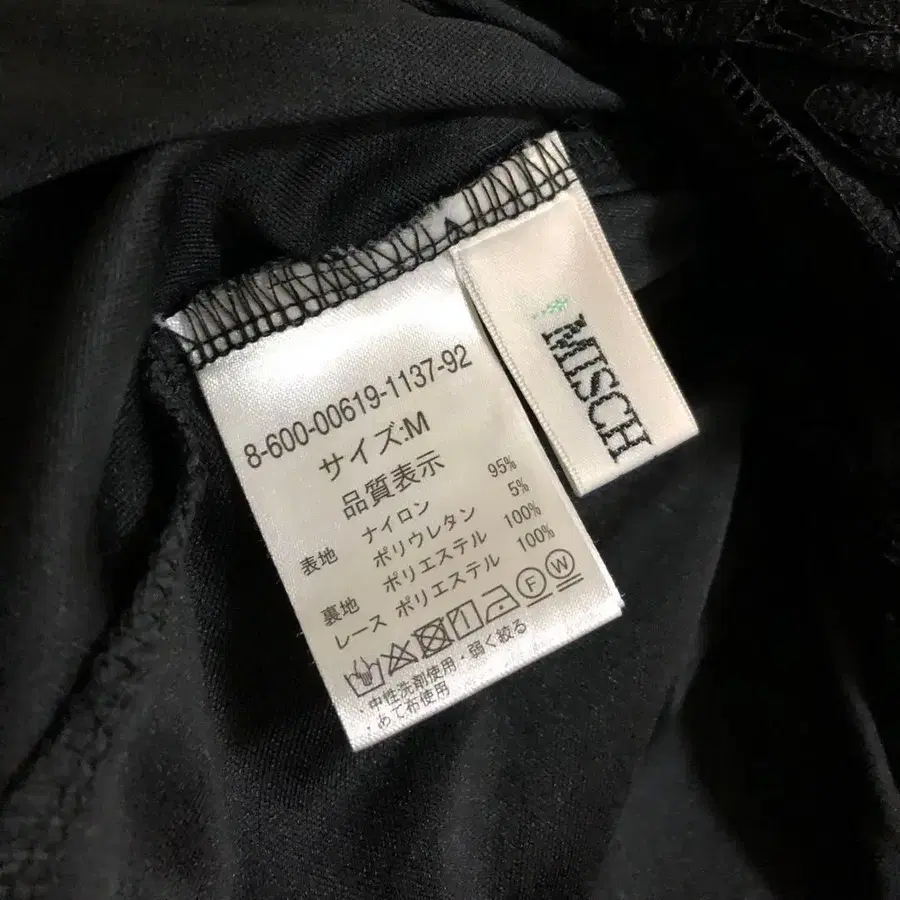 8-600-00619-1137-92
サイズ:M
品質表示
表地 ナイロン 95%
ポリウレタン 5%
裏地 ポリエステル 100%
レース ポリエステル 100%
F W
中性洗剤使用・弱く絞る
・めて布使用
MISCH